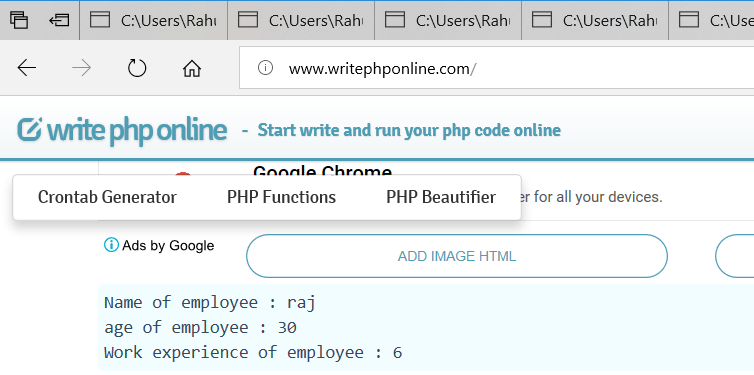 C:\Users\Rahu C:\Users\Rahu C:\Users\Rahu C:\Users\Rahu C:\Use
www.writephponline.com/
write php online - Start write and run your php code online
Google Chrome
Crontab Generator PHP Functions PHP Beautifier
er for all your devices.
Ads by Google
ADD IMAGE HTML
Name of employee : raj
age of employee : 30
Work experience of employee : 6